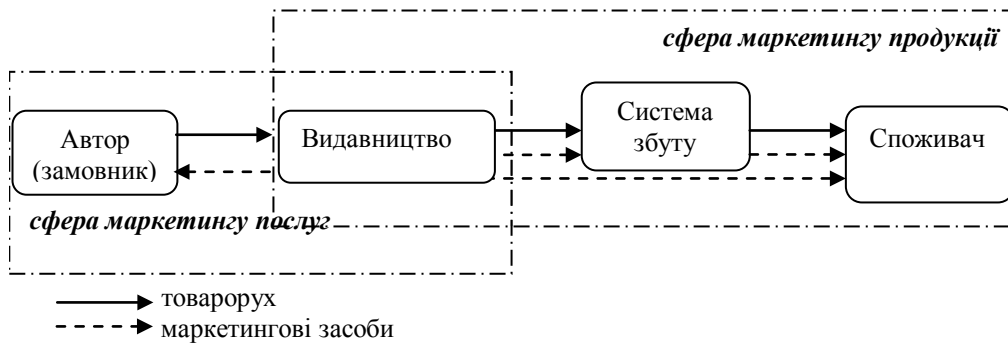 сфера маркетингу продукції
Автор
(замовник)
Видавництво
Система
збуту
Споживач
сфера маркетингу послуг
товарорух
маркетингові засоби